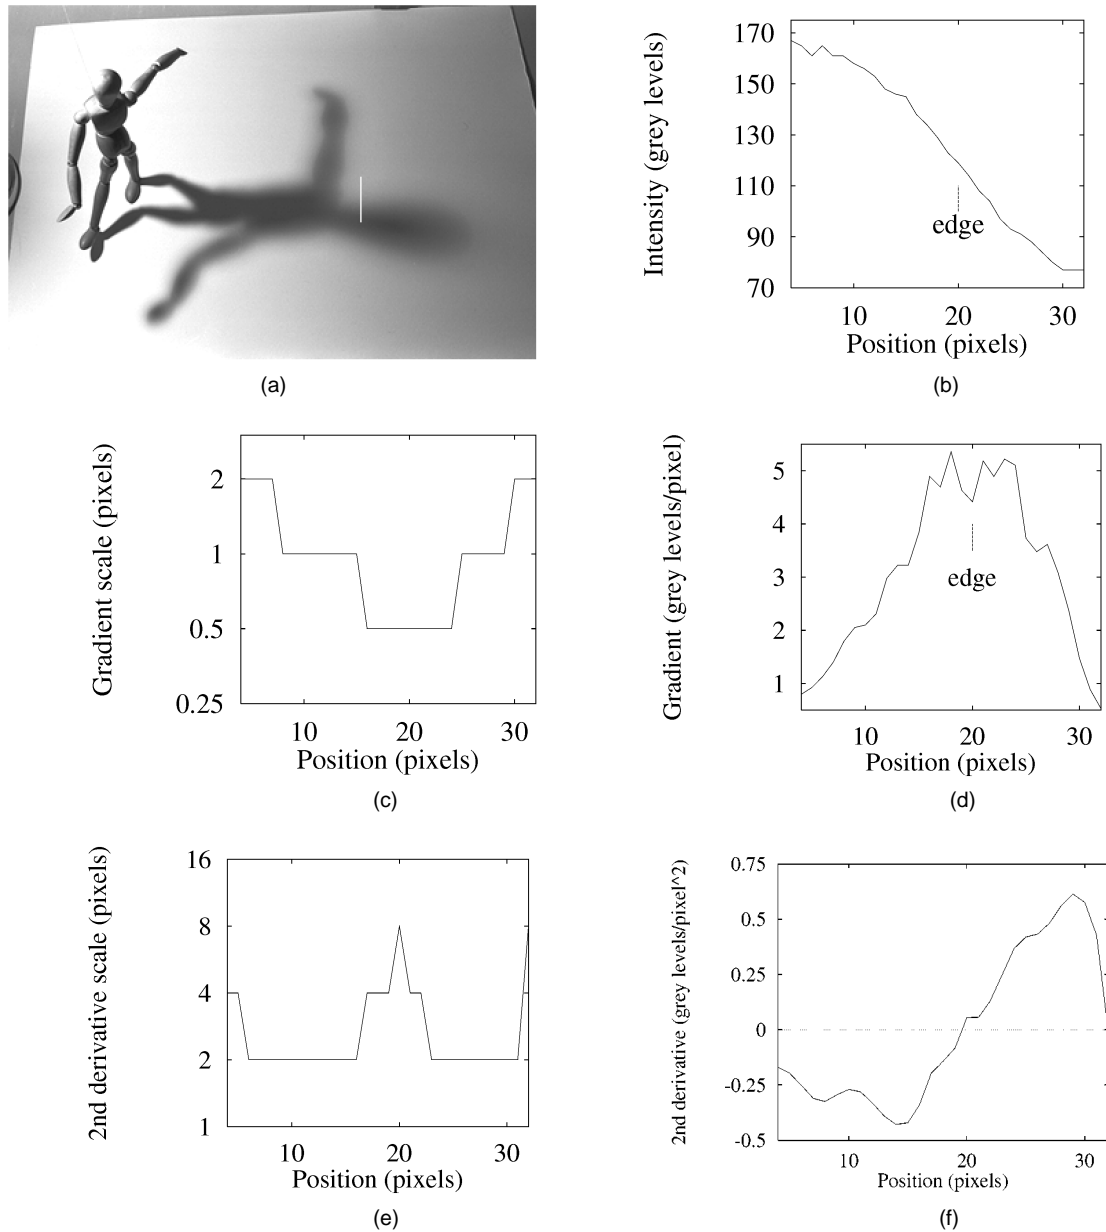 170
150
130
110
90
70
10
20
30
edge
Intensity (grey levels)
Position (pixels)
(a)
(b)
2
1
0.5
0.25
10
20
30
Gradient scale (pixels)
Position (pixels)
(c)
5
4
3
2
1
10
20
30
edge
Gradient (grey levels/pixel)
Position (pixels)
(d)
16
8
4
2
1
10
20
30
2nd derivative scale (pixels)
Position (pixels)
(e)
0.75
0.5
0.25
0
-0.25
-0.5
10
20
30
2nd derivative (grey levels/pixel^2)
Position (pixels)
(f)